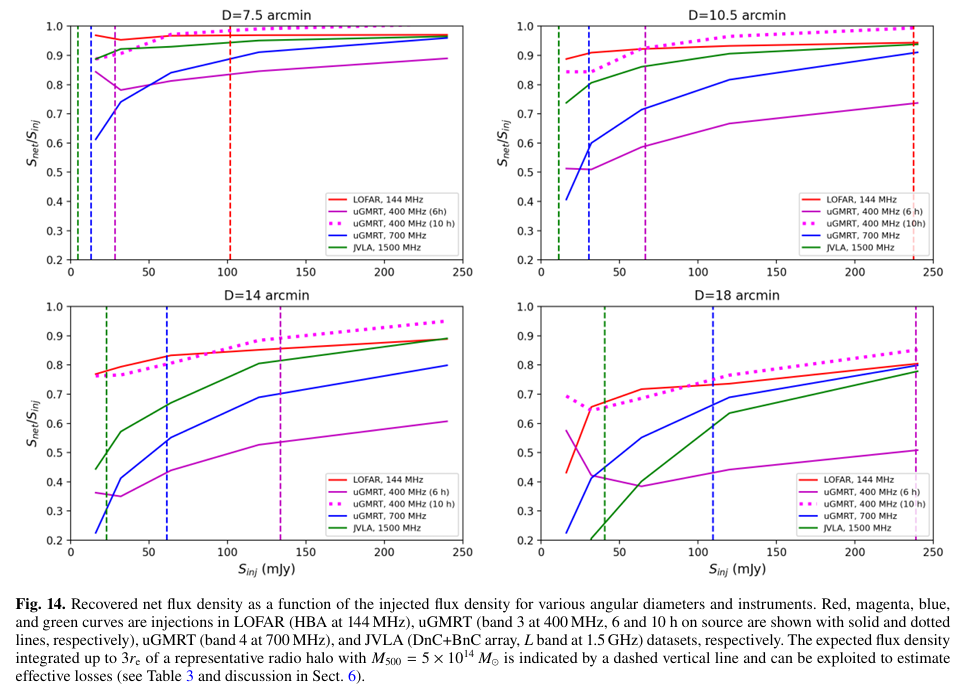 D=7.5 arcmin
D=10.5 arcmin
1.0
0.9
0.8
0.7
0.6
0.5
0.4
0.3
0.2
S_net/S_inj
0 50 100 150 200 250
LOFAR, 144 MHz
uGMRT, 400 MHz (6h)
uGMRT, 400 MHz (10 h)
uGMRT, 700 MHz
JVLA, 1500 MHz
1.0
0.9
0.8
0.7
0.6
0.5
0.4
0.3
0.2
S_net/S_inj
0 50 100 150 200 250
LOFAR, 144 MHz
uGMRT, 400 MHz (6 h)
uGMRT, 400 MHz (10h)
uGMRT, 700 MHz
JVLA, 1500 MHz
D=14 arcmin
D=18 arcmin
1.0
0.9
0.8
0.7
0.6
0.5
0.4
0.3
0.2
S_net/S_inj
0 50 100 150 200 250
S_inj (mJy)
LOFAR, 144 MHz
uGMRT, 400 MHz (6 h)
uGMRT, 400 MHz (10 h)
uGMRT, 700 MHz
JVLA, 1500 MHz
1.0
0.9
0.8
0.7
0.6
0.5
0.4
0.3
0.2
0 50 100 150 200 250
S_inj (mJy)
LOFAR, 144 MHz
uGMRT, 400 MHz (6 h)
uGMRT, 400 MHz (10 h)
uGMRT, 700 MHz
JVLA, 1500 MHz
Fig. 14. Recovered net flux density as a function of the injected flux density for various angular diameters and instruments. Red, magenta, blue,
and green curves are injections in LOFAR (HBA at 144 MHz), uGMRT (band 3 at 400 MHz, 6 and 10 h on source are shown with solid and dotted
lines, respectively), uGMRT (band 4 at 700 MHz), and JVLA (DnC+BnC array, L band at 1.5 GHz) datasets, respectively. The expected flux density
integrated up to 3r_e of a representative radio halo with M_500 = 5 × 10^14 M_⊙ is indicated by a dashed vertical line and can be exploited to estimate
effective losses (see Table 3 and discussion in Sect. 6).